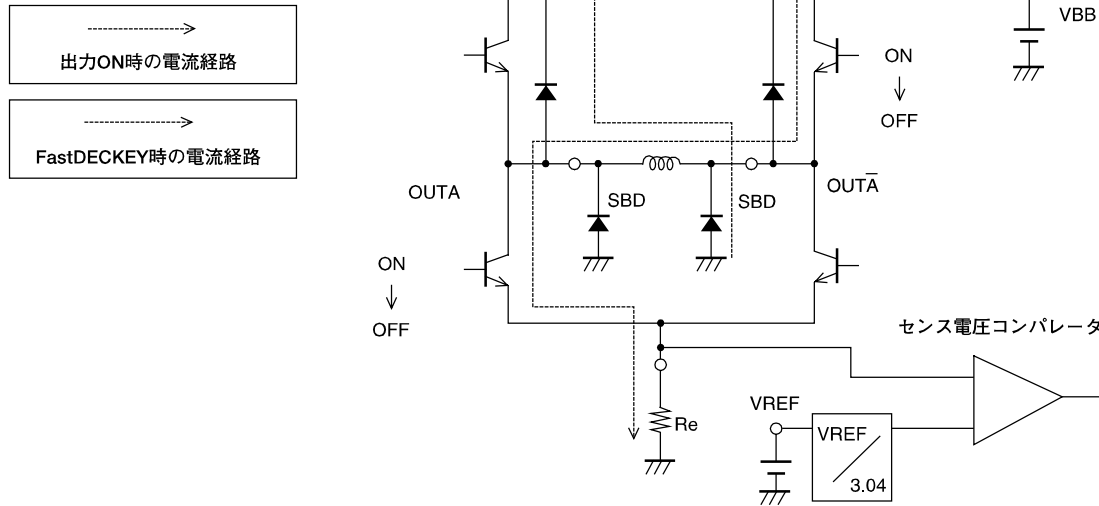 出力ON時の電流経路
FastDECKEY時の電流経路
VBB
ON
OFF
OUTA
SBD
SBD
OUTA̅
ON
OFF
センス電圧コンパレータ
Re
VREF
VREF
3.04